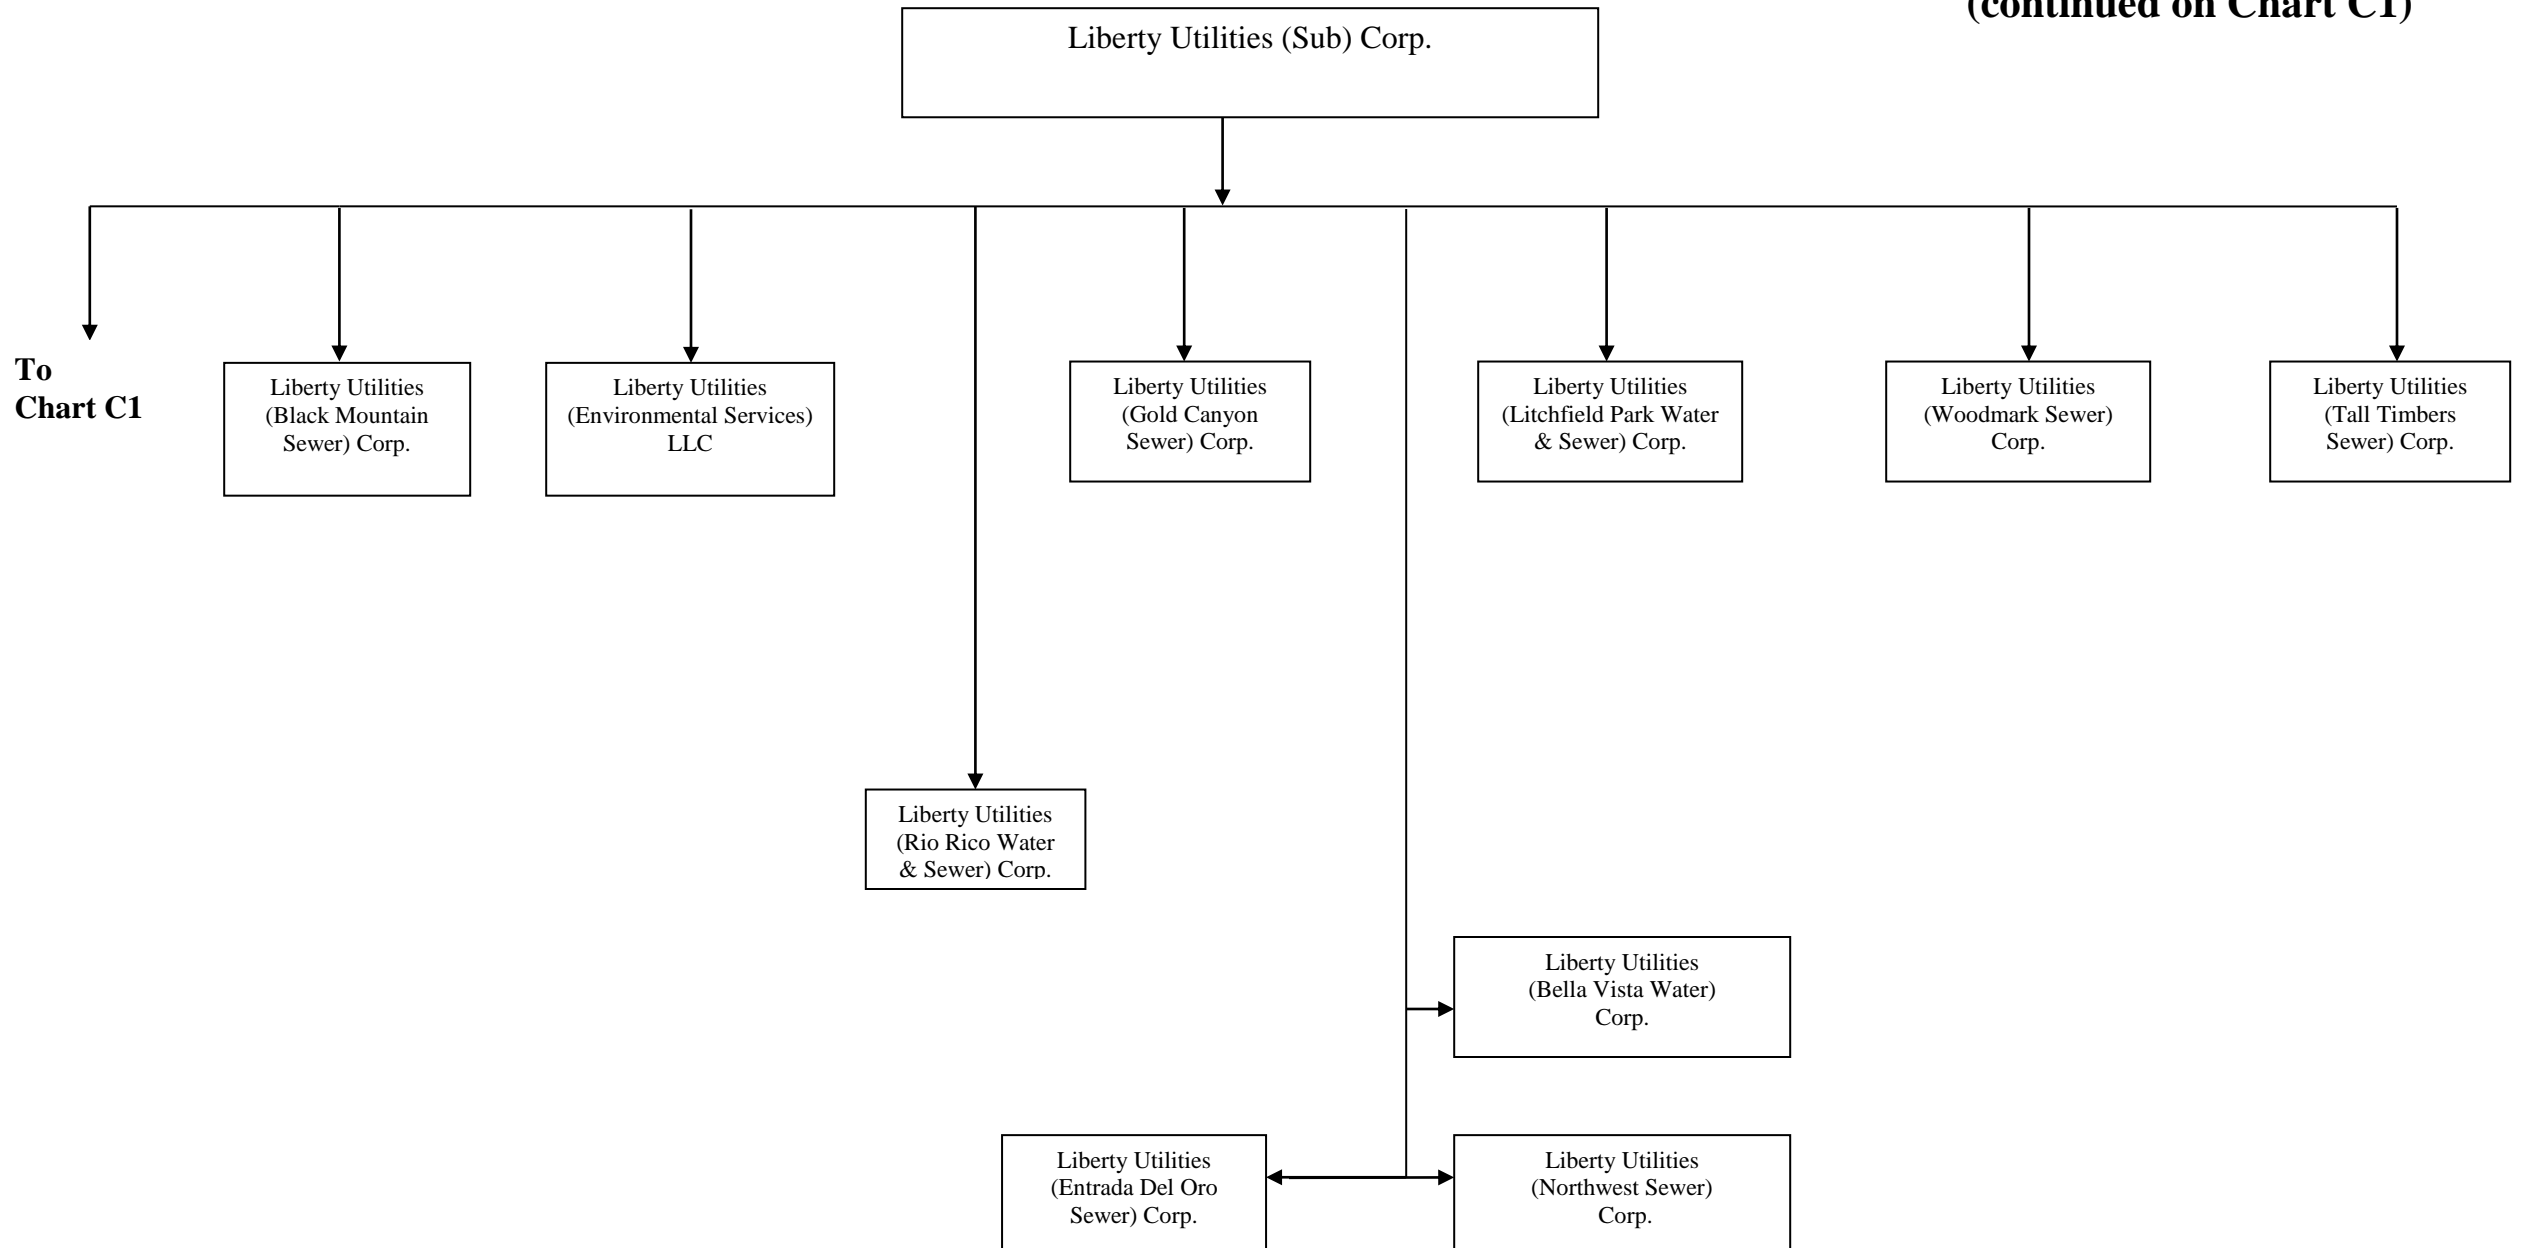 (continued on Chart C1)
Liberty Utilities (Sub) Corp.
To
Chart C1
Liberty Utilities
(Black Mountain
Sewer) Corp.
Liberty Utilities
(Environmental Services)
LLC
Liberty Utilities
(Gold Canyon
Sewer) Corp.
Liberty Utilities
(Litchfield Park Water
& Sewer) Corp.
Liberty Utilities
(Woodmark Sewer)
Corp.
Liberty Utilities
(Tall Timbers
Sewer) Corp.
Liberty Utilities
(Rio Rico Water
& Sewer) Corp.
Liberty Utilities
(Bella Vista Water)
Corp.
Liberty Utilities
(Entrada Del Oro
Sewer) Corp.
Liberty Utilities
(Northwest Sewer)
Corp.